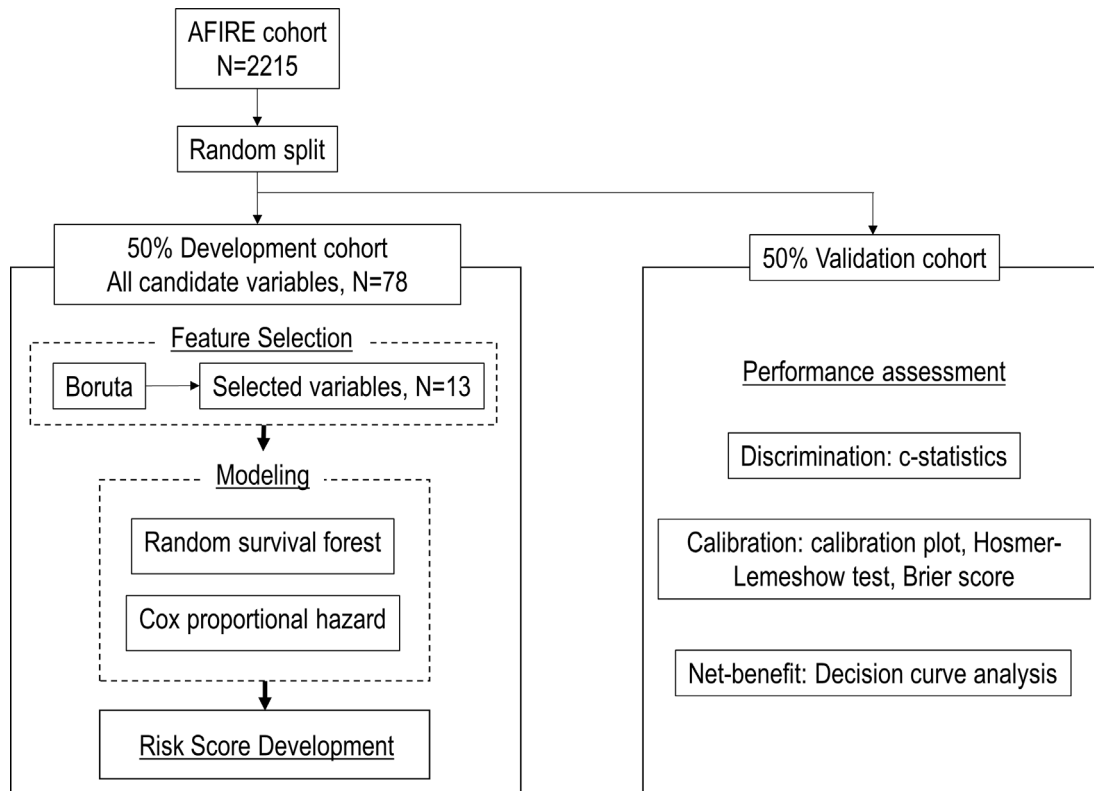 AFIRE cohort
N=2215
Random split
50% Development cohort
All candidate variables, N=78
Feature Selection
Boruta
Selected variables, N=13
Modeling
Random survival forest
Cox proportional hazard
Risk Score Development
50% Validation cohort
Performance assessment
Discrimination: c-statistics
Calibration: calibration plot, Hosmer-
Lemeshow test, Brier score
Net-benefit: Decision curve analysis